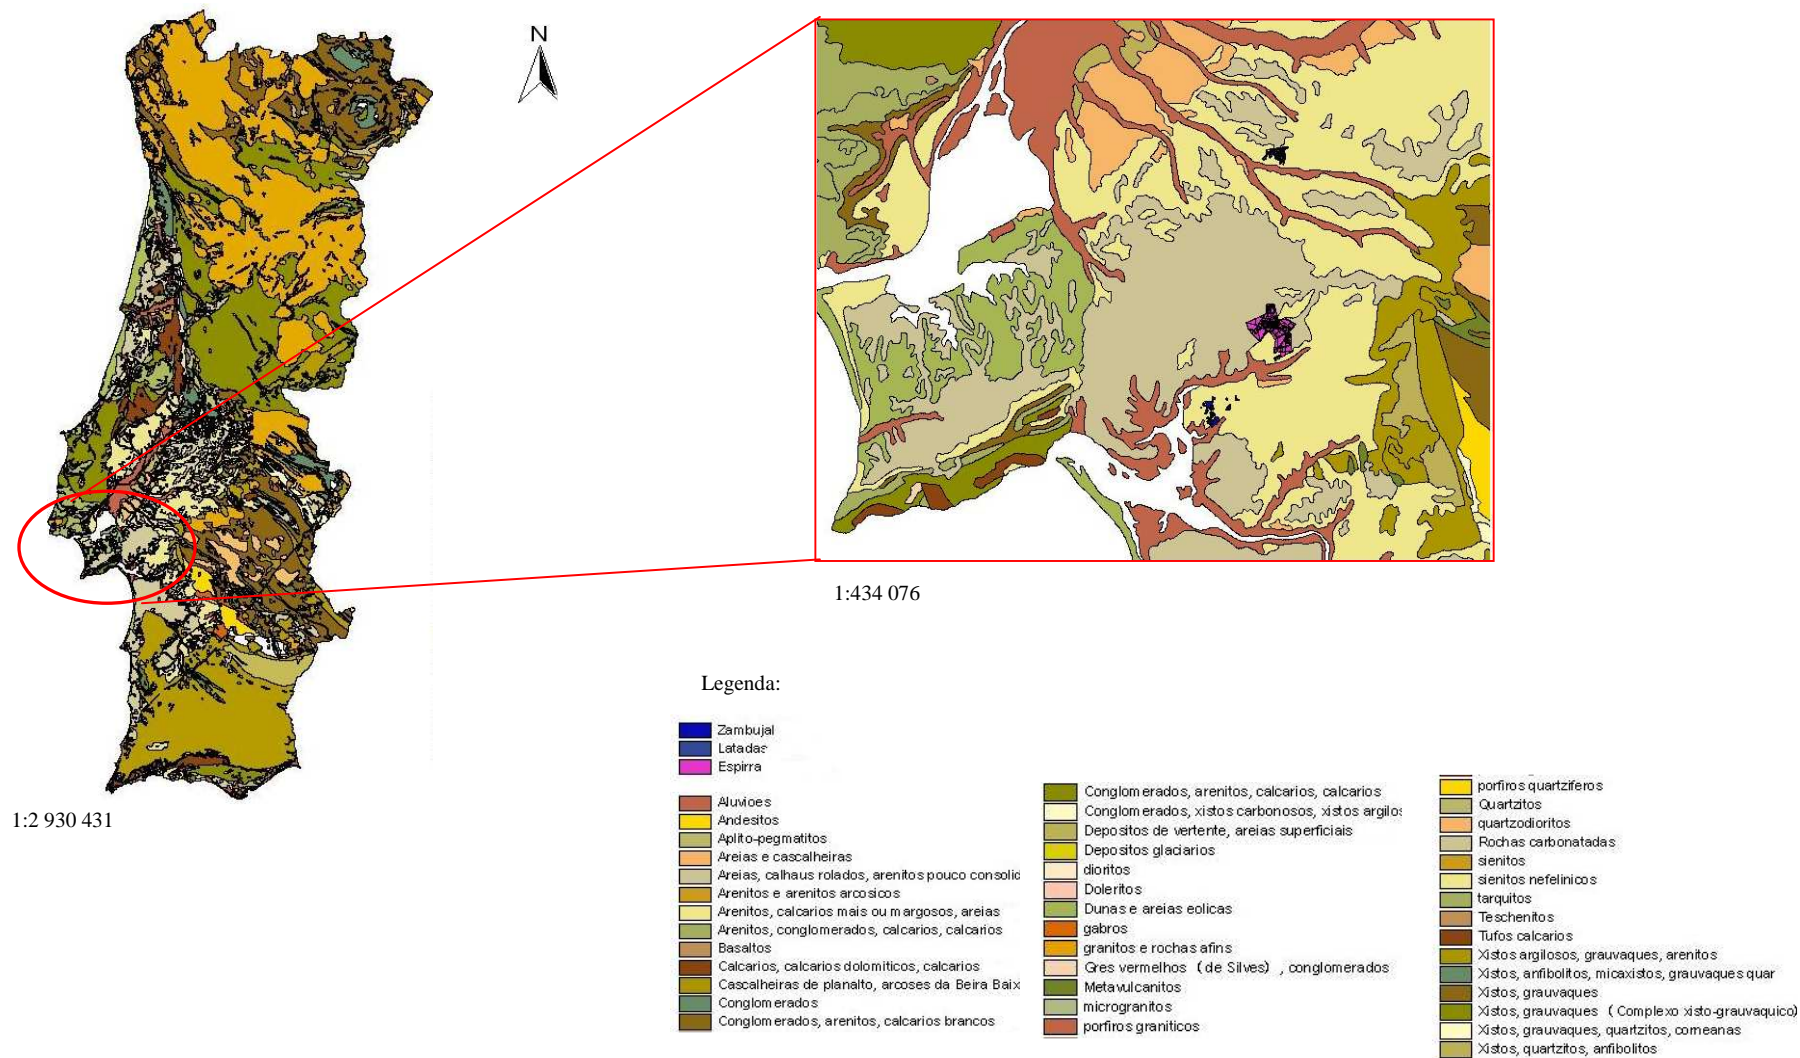 N
1:434 076
1:2 930 431
Legenda:
Zambujal
Latadas
Espirra
Aluvioes
Andesitos
Aplito-pegmatitos
Areias e cascalheiras
Areias, calhaus rolados, arenitos pouco consolid
Arenitos e arenitos arcosicos
Arenitos, calcarios mais ou margosos, areias
Arenitos, conglomerados, calcarios, calcarios
Basaltos
Calcarios, calcarios dolomiticos, calcarios
Cascalheiras de planalto, arcoses da Beira Baix
Conglomerados
Conglomerados, arenitos, calcarios brancos
Conglomerados, arenitos, calcarios, calcarios
Conglomerados, xistos carbonosos, xistos argilos
Depositos de vertente, areias superficiais
Depositos glaciarios
dioritos
Doleritos
Dunas e areias eolicas
gabros
granitos e rochas afins
Gres vermelhos (de Silves) , conglomerados
Metavulcanitos
microgranitos
porfiros graniticos
porfiros quartziferos
Quartzitos
quartzodioritos
Rochas carbonatadas
sienitos
sienitos nefelinicos
tarquitos
Teschenitos
Tufos calcarios
Xistos argilosos, grauvaques, arenitos
Xistos, anfibolitos, micaxistos, grauvaques quar
Xistos, grauvaques
Xistos, grauvaques (Complexo xisto-grauvaquico)
Xistos, grauvaques, quartzitos, corneanas
Xistos, quartzitos, anfibolitos